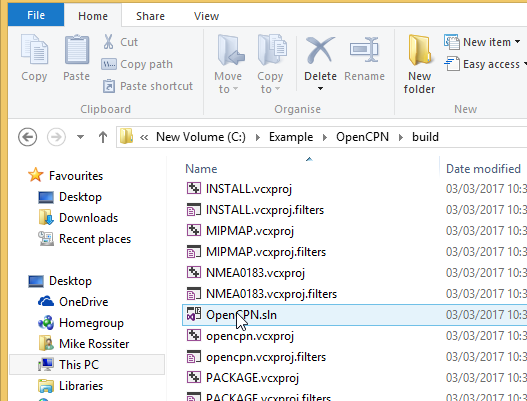 File Home Share View
Copy Paste Cut Copy path Paste shortcut Move to Copy to Delete Rename New folder New item Easy access
Clipboard Organise New
New Volume (C:) Example OpenCPN build
Favourites
Desktop
Downloads
Recent places
Desktop
OneDrive
Homegroup
Mike Rossiter
This PC
Libraries
Name Date modified
INSTALL.vcxproj 03/03/2017 10:3
INSTALL.vcxproj.filters 03/03/2017 10:3
MIPMAP.vcxproj 03/03/2017 10:3
MIPMAP.vcxproj.filters 03/03/2017 10:3
NMEA0183.vcxproj 03/03/2017 10:3
NMEA0183.vcxproj.filters 03/03/2017 10:3
OpenCPN.sln 03/03/2017 10:3
opencpn.vcxproj 03/03/2017 10:3
opencpn.vcxproj.filters 03/03/2017 10:3
PACKAGE.vcxproj 03/03/2017 10:3
PACKAGE.vcxproj.filters 03/03/2017 10:3